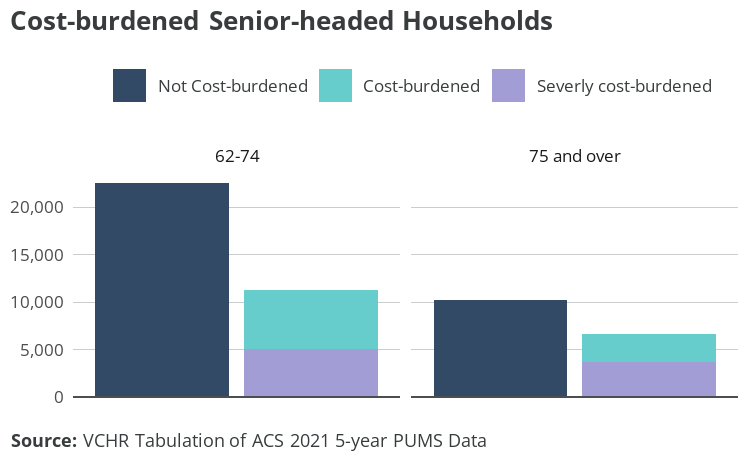 Cost-burdened Senior-headed Households
Not Cost-burdened Cost-burdened Severly cost-burdened
62-74 75 and over
20,000
15,000
10,000
5,000
0
Source: VCHR Tabulation of ACS 2021 5-year PUMS Data